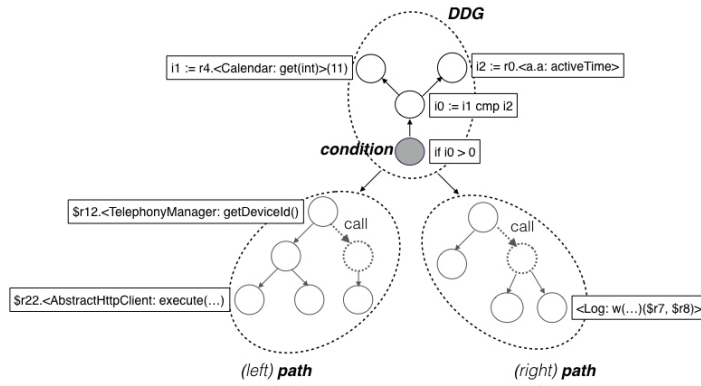 DDG
i1 := r4.<Calendar: get(int)>(11)
i2 := r0.<a.a: activeTime>
i0 := i1 cmp i2
condition
if i0 > 0
$r12.<TelephonyManager: getDeviceId()
call
call
$r22.<AbstractHttpClient: execute(…)
<Log: w(…)($r7, $r8)>
(left) path
(right) path